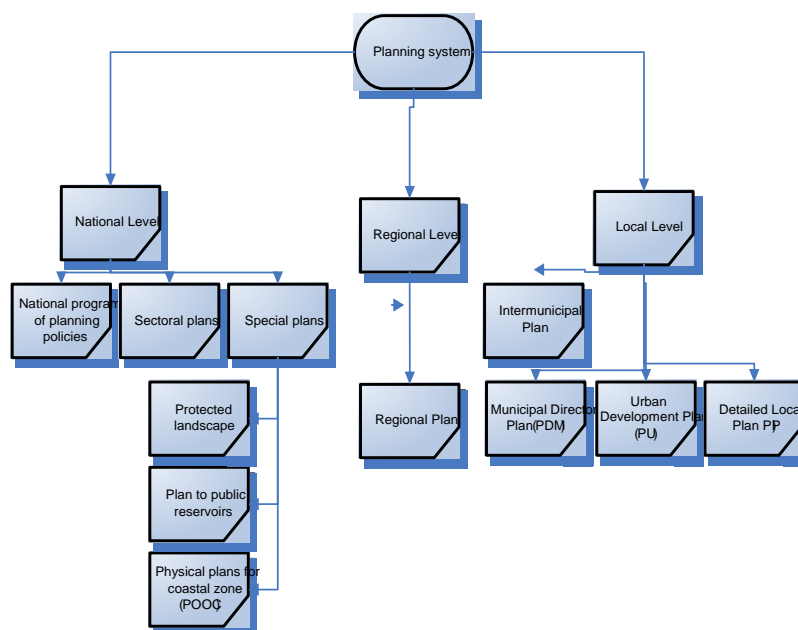 Planning system
National Level
Regional Level
Local Level
National program
of planning
policies
Sectoral plans
Special plans
Intermunicipal
Plan
Protected
landscape
Regional Plan
Municipal Director
Plan(PDM)
Urban
Development Plan
(PU)
Detailed Local
Plan PP)
Plan to public
reservoirs
Physical plans for
coastal zone
(POOC)